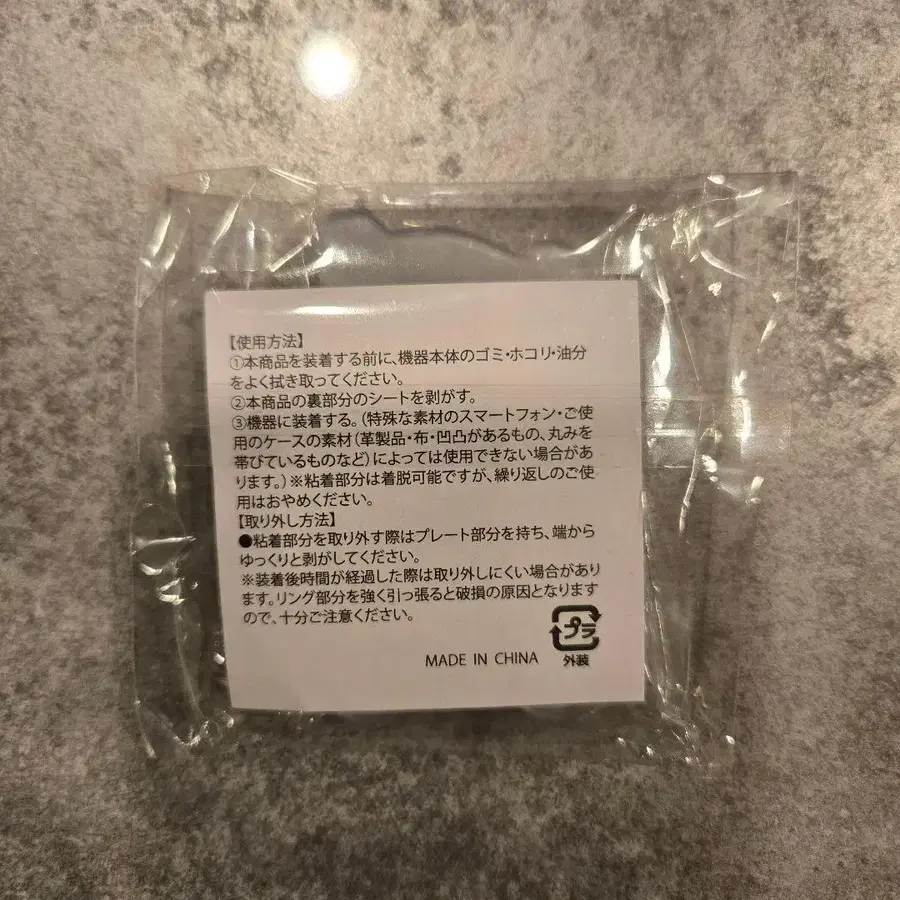 【使用方法】
①本商品を装着する前に、機器本体のゴミ・ホコリ・油分
をよく拭き取ってください。
②本商品の裏部分のシートを剥がす。
③機器に装着する。(特殊な素材のスマートフォン・ご使
用のケースの素材(革製品・布・凹凸があるもの、丸みを
帯びているものなど)によっては使用できない場合があ
ります。)※粘着部分は着脱可能ですが、繰り返しのご使
用はおやめください。
【取り外し方法】
●粘着部分を取り外す際はプレート部分を持ち、端から
ゆっくりと剥がしてください。
※装着後時間が経過した際は取り外しにくい場合があり
ます。リング部分を強く引っ張ると破損の原因となります
ので、十分ご注意ください。
プラ
MADE IN CHINA 外装